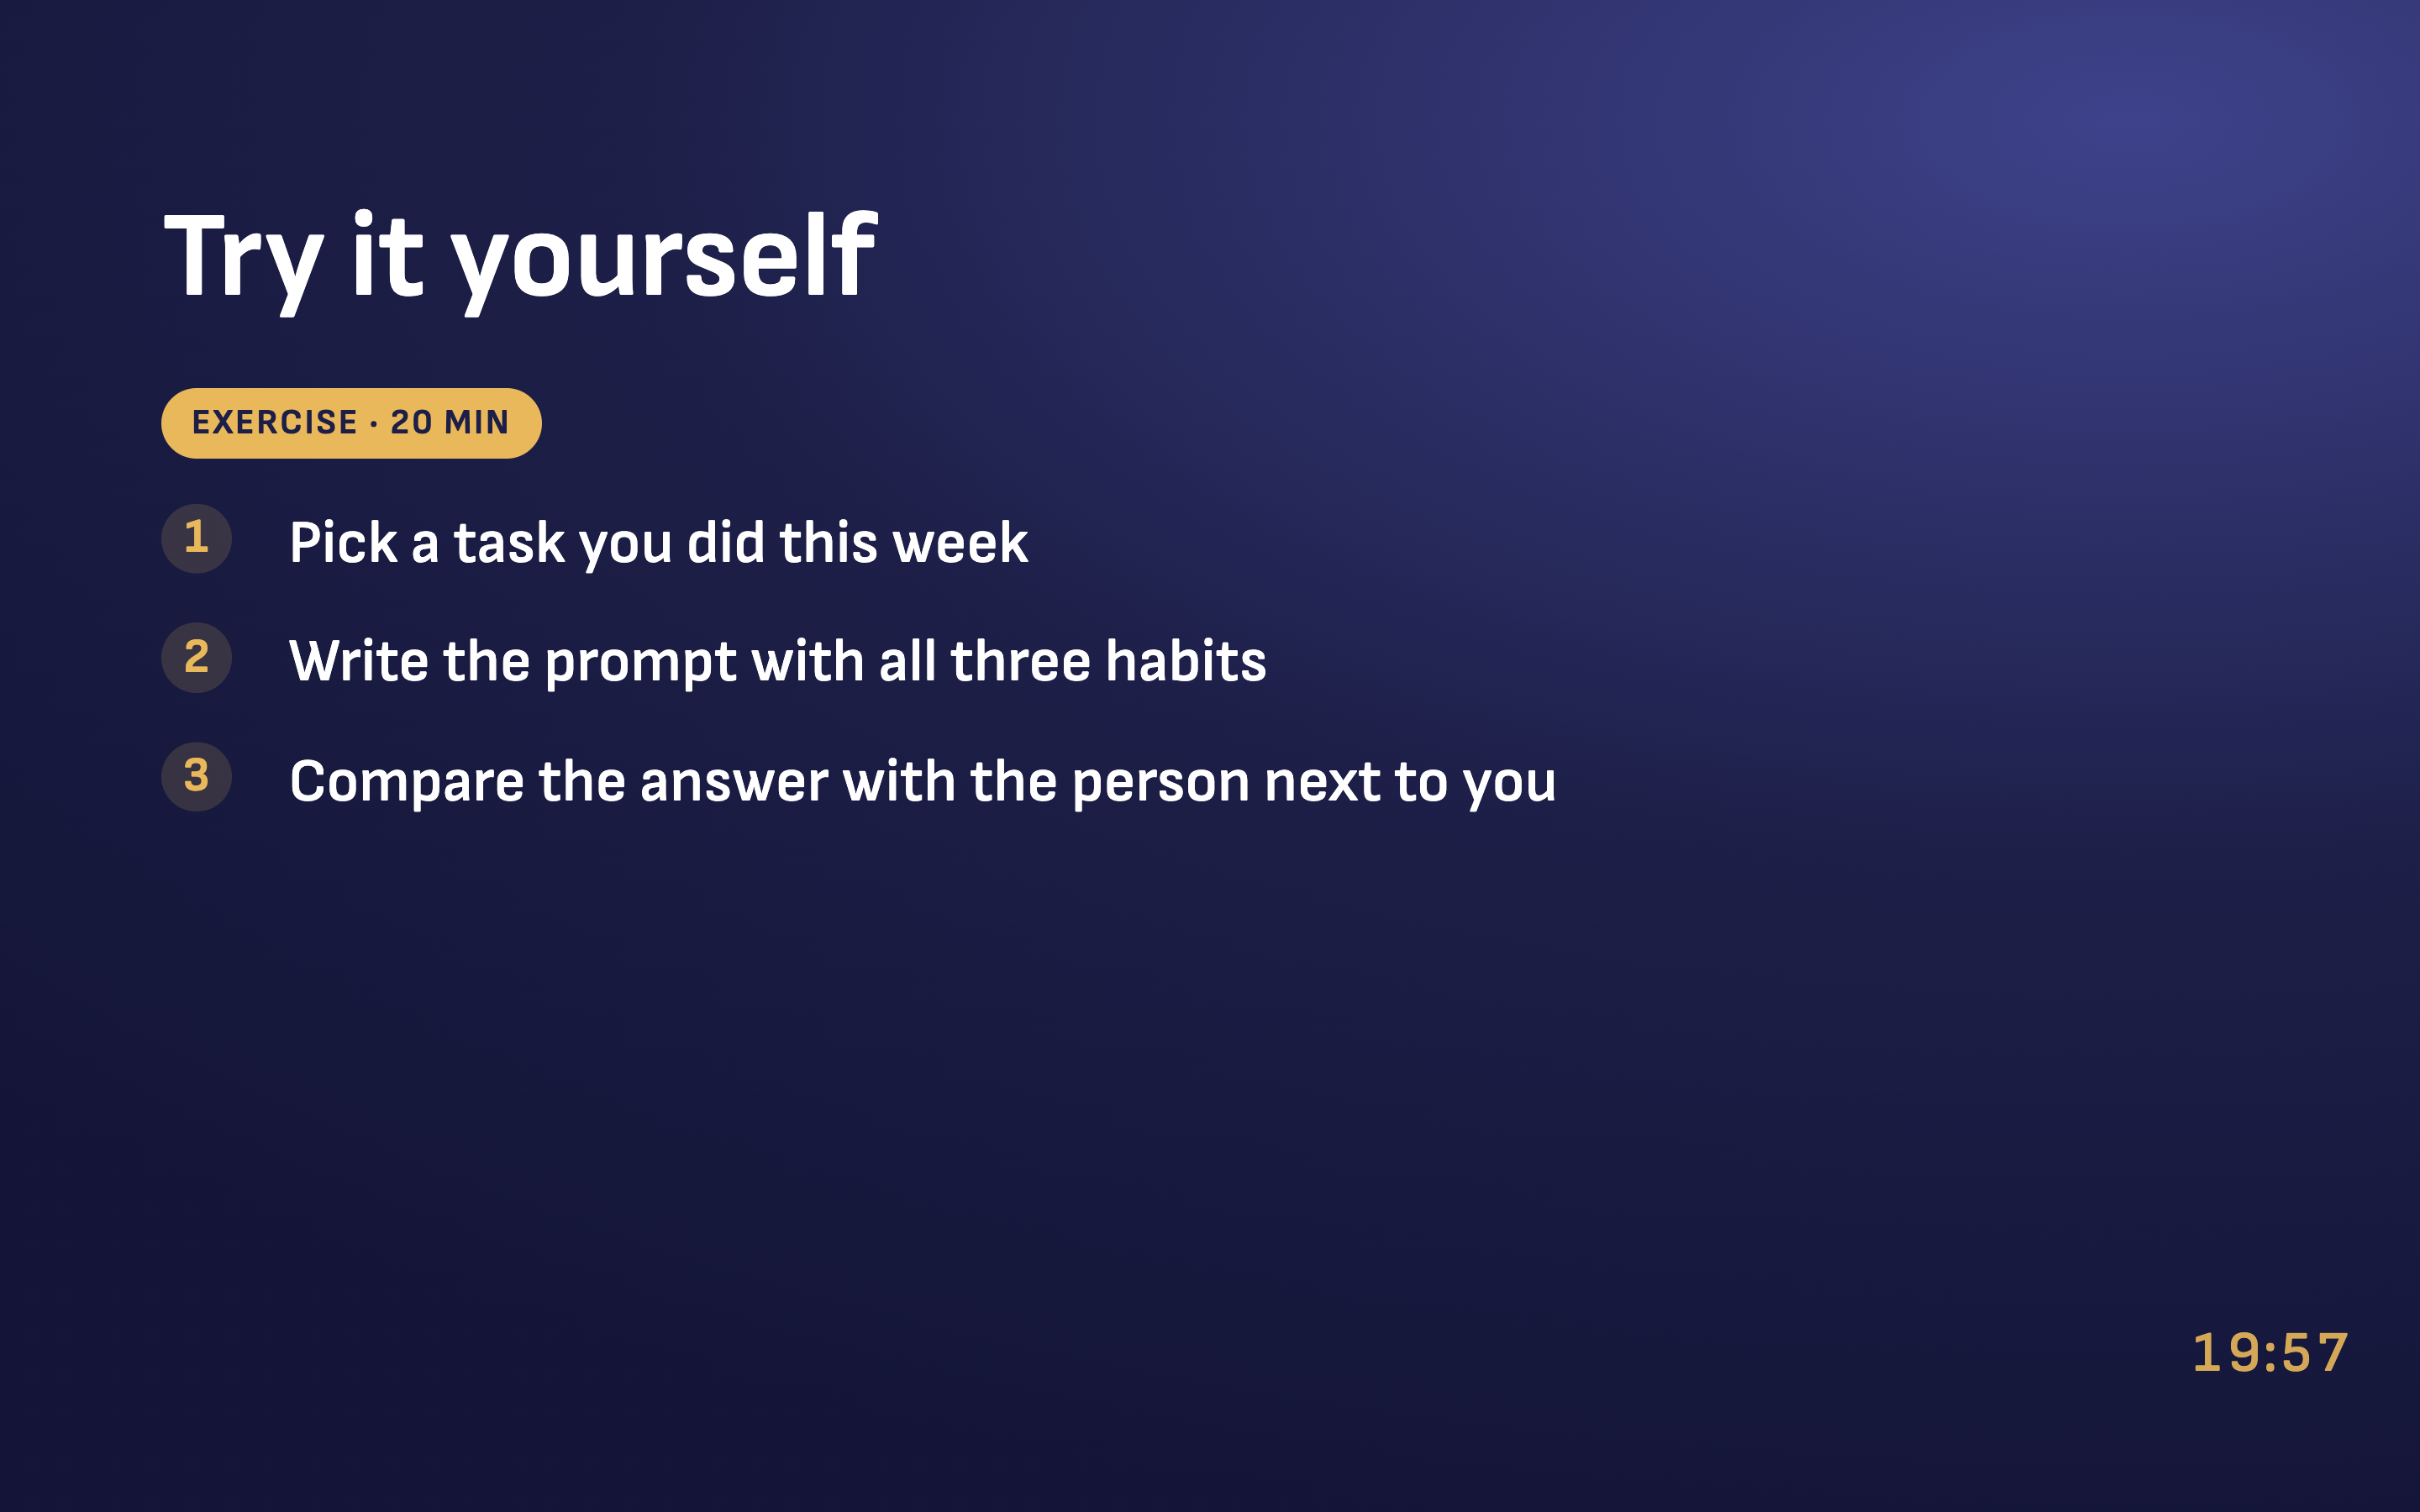 Try it yourself
EXERCISE · 20 MIN
1 Pick a task you did this week
2 Write the prompt with all three habits
3 Compare the answer with the person next to you
19:57